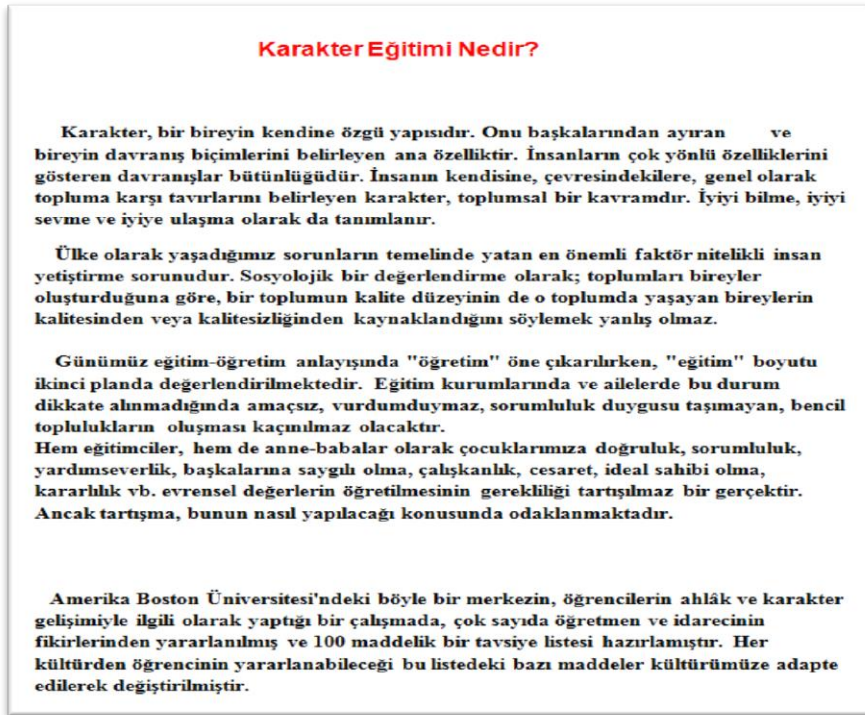 Karakter Eğitimi Nedir?
Karakter, bir bireyin kendine özgü yapısıdır. Onu başkalarından ayıran ve
bireyin davranış biçimlerini belirleyen ana özelliktir. İnsanların çok yönlü özelliklerini
gösteren davranışlar bütünlüğüdür. İnsanın kendisine, çevresindekilere, genel olarak
topluma karşı tavırlarını belirleyen karakter, toplumsal bir kavramdır. İyiyi bilme, iyiyi
sevme ve iyiye ulaşma olarak da tanımlanır.
Ülke olarak yaşadığımız sorunların temelinde yatan en önemli faktör nitelikli insan
yetiştirme sorunudur. Sosyolojik bir değerlendirme olarak; toplumları bireyler
oluşturduğuna göre, bir toplumun kalite düzeyinin de o toplumda yaşayan bireylerin
kalitesinden veya kalitesizliğinden kaynaklandığını söylemek yanlış olmaz.
Günümüz eğitim-öğretim anlayışında "öğretim" öne çıkarılırken, "eğitim" boyutu
ikinci planda değerlendirilmektedir. Eğitim kurumlarında ve ailelerde bu durum
dikkate alınmadığında amaçsız, vurdumduymaz, sorumluluk duygusu taşımayan, bencil
toplulukların oluşması kaçınılmaz olacaktır.
Hem eğitimciler, hem de anne-babalar olarak çocuklarımıza doğruluk, sorumluluk,
yardımseverlik, başkalarına saygılı olma, çalışkanlık, cesaret, ideal sahibi olma,
kararlılık vb. evrensel değerlerin öğretilmesinin gerekliliği tartışılmaz bir gerçektir.
Ancak tartışma, bunun nasıl yapılacağı konusunda odaklanmaktadır.
Amerika Boston Üniversitesi'ndeki böyle bir merkezin, öğrencilerin ahlâk ve karakter
gelişimiyle ilgili olarak yaptığı bir çalışmada, çok sayıda öğretmen ve idarecinin
fikirlerinden yararlanılmış ve 100 maddelik bir tavsiye listesi hazırlamıştır. Her
kültürden öğrencinin yararlanabileceği bu listedeki bazı maddeler kültürümüze adapte
edilerek değiştirilmiştir.